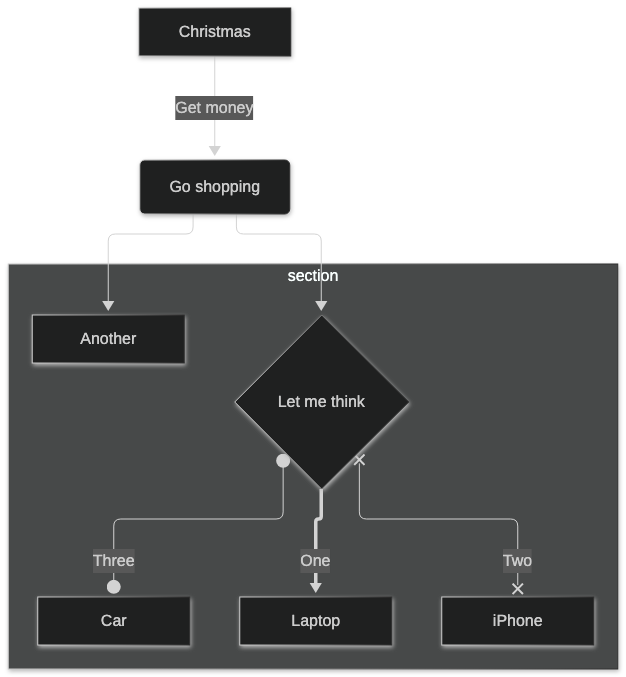 Christmas
Get money
Go shopping
section
Another
Let me think
Three
One
Two
Car
Laptop
iPhone